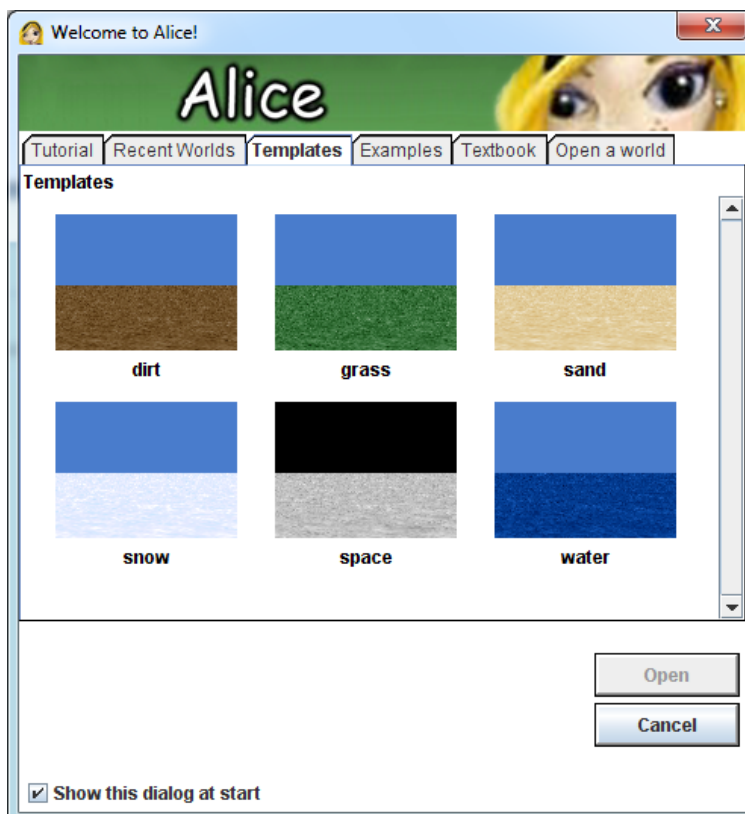 Welcome to Alice!
Alice
Tutorial Recent Worlds Templates Examples Textbook Open a world
Templates
dirt grass sand
snow space water
Open
Cancel
Show this dialog at start